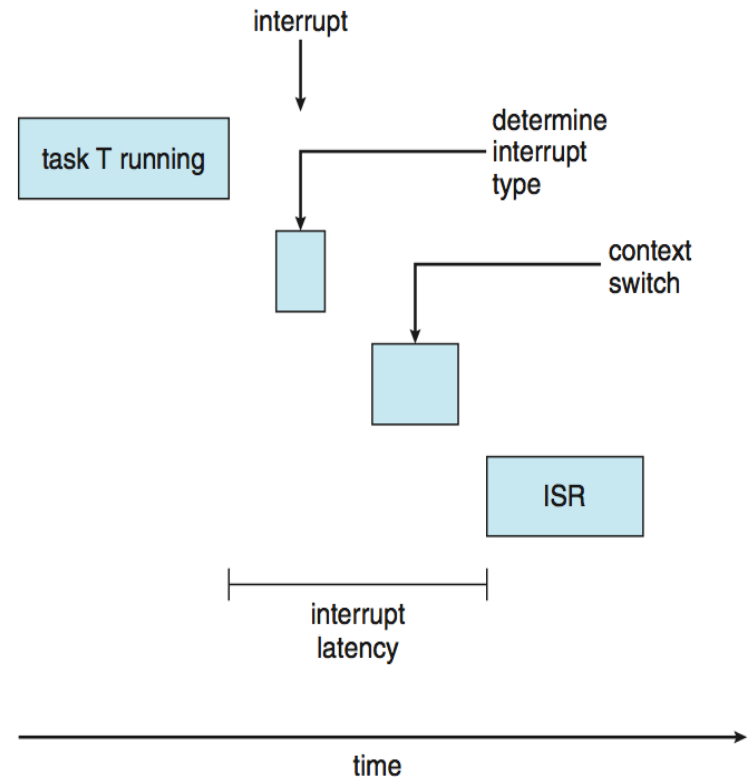 interrupt
task T running
determine
interrupt
type
context
switch
ISR
interrupt
latency
time